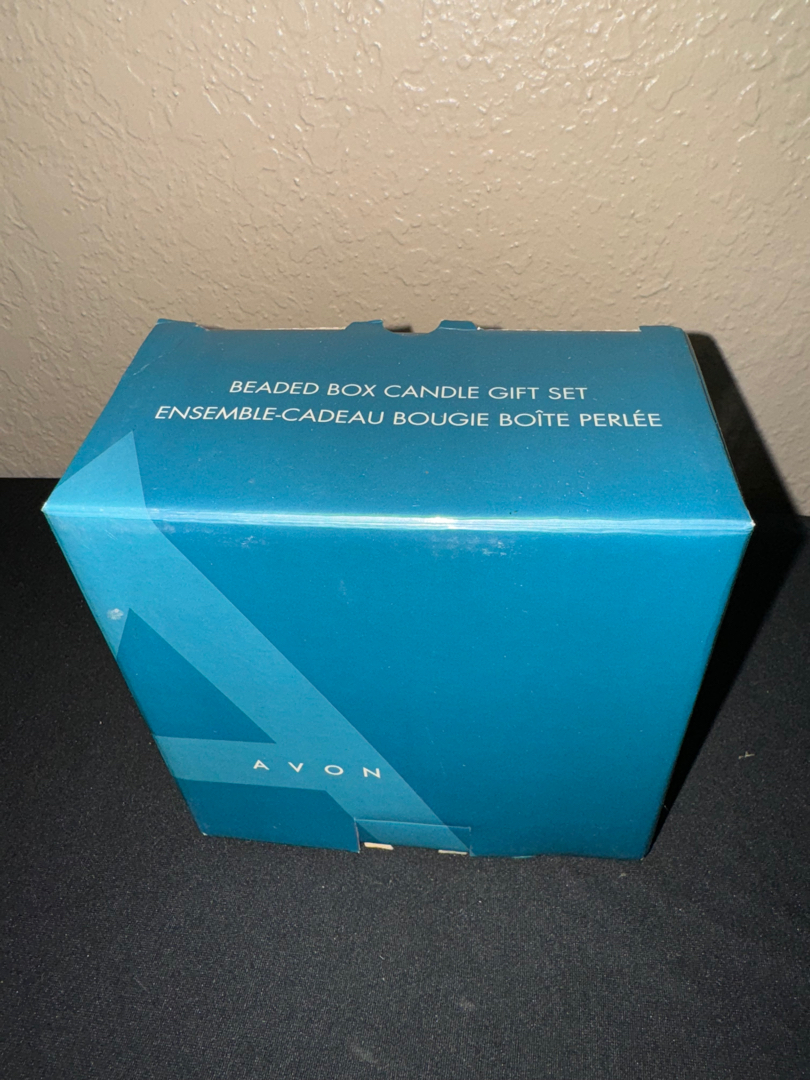 BEADED BOX CANDLE GIFT SET
ENSEMBLE-CADEAU BOUGIE BOÎTE PERLÉE
AVON